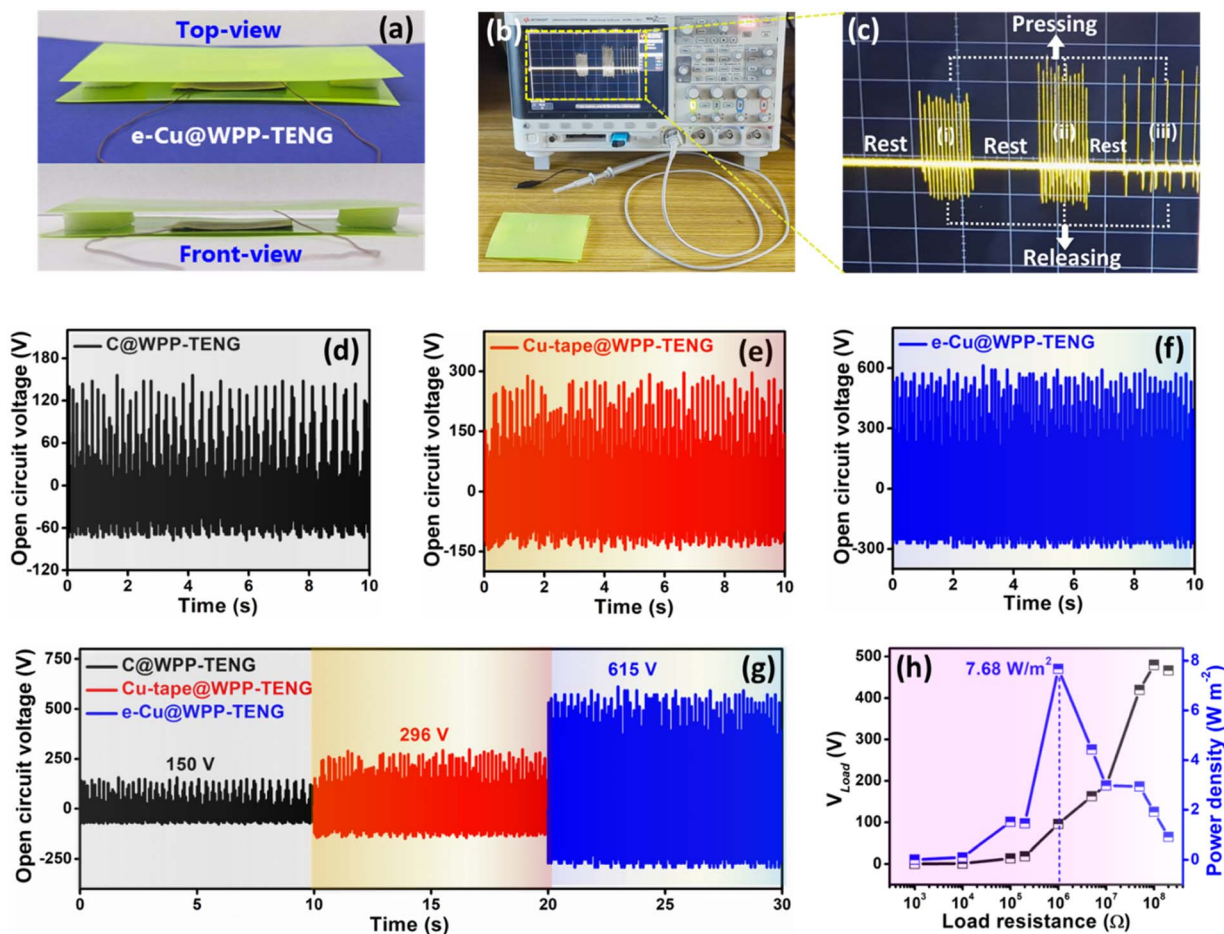 Top-view
(a)
e-Cu@WPP-TENG
Front-view
(b)
(c)
Pressing
Rest
(i)
Rest
(ii)
Rest
(iii)
Releasing
Open circuit voltage (V)
180
120
60
0
-60
-120
C@WPP-TENG
(d)
0 2 4 6 8 10
Time (s)
Open circuit voltage (V)
300
150
0
-150
Cu-tape@WPP-TENG
(e)
0 2 4 6 8 10
Time (s)
Open circuit voltage (V)
600
300
0
-300
e-Cu@WPP-TENG
(f)
0 2 4 6 8 10
Time (s)
Open circuit voltage (V)
750
500
250
0
-250
C@WPP-TENG
Cu-tape@WPP-TENG
e-Cu@WPP-TENG
(g)
150 V
296 V
615 V
0 5 10 15 20 25 30
Time (s)
V_Load (V)
500
400
300
200
100
0
(h)
7.68 W/m²
8
6
4
2
0
Power density (W m⁻²)
10³ 10⁴ 10⁵ 10⁶ 10⁷ 10⁸
Load resistance (Ω)